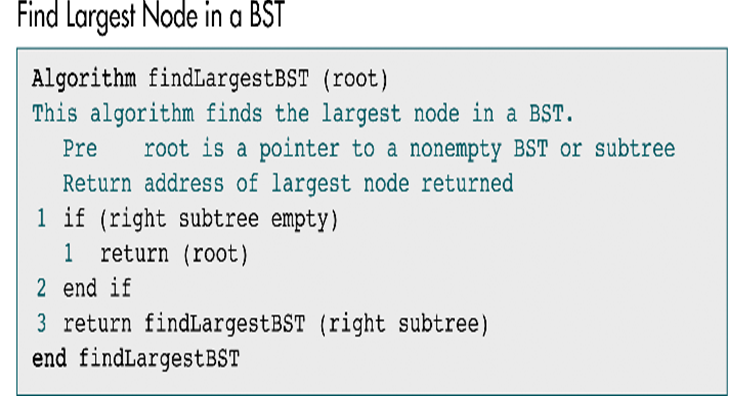 Find Largest Node in a BST
Algorithm findLargestBST (root)
This algorithm finds the largest node in a BST.
Pre root is a pointer to a nonempty BST or subtree
Return address of largest node returned
1 if (right subtree empty)
1 return (root)
2 end if
3 return findLargestBST (right subtree)
end findLargestBST